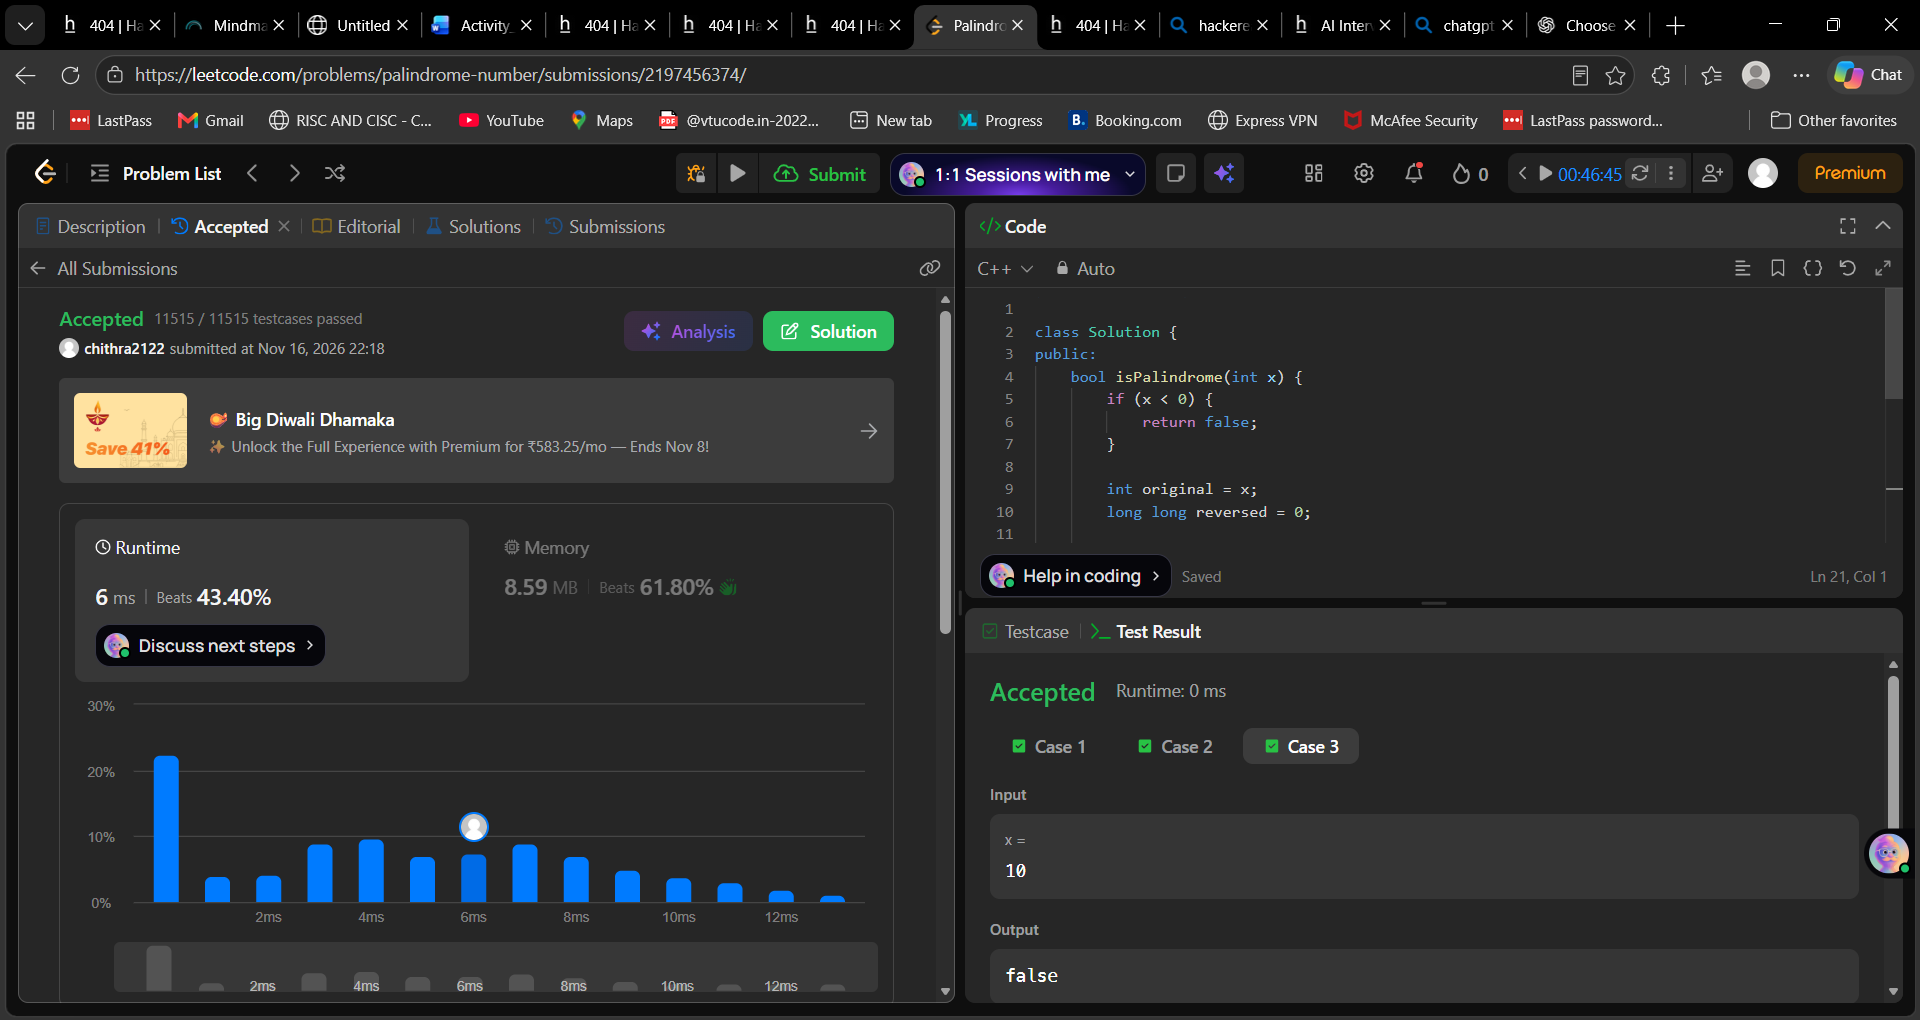 404 | Ha
Mindma
Untitled
Activity_
404 | Ha
404 | Ha
404 | Ha
Palindro
404 | Ha
hackere
AI Inter
chatgpt
Choose
https://leetcode.com/problems/palindrome-number/submissions/2197456374/
Chat
LastPass
Gmail
RISC AND CISC - C...
YouTube
Maps
@vtucode.in-2022...
New tab
Progress
Booking.com
Express VPN
McAfee Security
LastPass password...
Other favorites
Problem List
Submit
1:1 Sessions with me
0
00:46:45
Premium
Description
Accepted
Editorial
Solutions
Submissions
All Submissions
Accepted 11515 / 11515 testcases passed
chithra2122 submitted at Nov 16, 2026 22:18
Analysis
Solution
Save 41%
Big Diwali Dhamaka
Unlock the Full Experience with Premium for ₹583.25/mo — Ends Nov 8!
Runtime
6 ms | Beats 43.40%
Discuss next steps
Memory
8.59 MB | Beats 61.80%
30%
20%
10%
0%
2ms 4ms 6ms 8ms 10ms 12ms
2ms 4ms 6ms 8ms 10ms 12ms
</> Code
C++
Auto
1
2 class Solution {
3 public:
4 bool isPalindrome(int x) {
5 if (x < 0) {
6 return false;
7 }
8
9 int original = x;
10 long long reversed = 0;
11
Help in coding
Saved
Ln 21, Col 1
Testcase
Test Result
Accepted Runtime: 0 ms
Case 1
Case 2
Case 3
Input
x =
10
Output
false